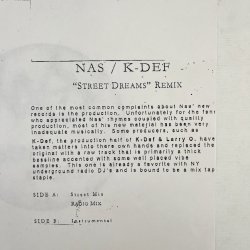 NAS / K-DEF
"STREET DREAMS" REMIX
One of the most common complaints about Nas' new
records is the production. Unfortunately for the fans
who appreciated Nas' rhymes coupled with quality
production, most of his new material has been very
inadequate musically. Some producers, such as
K-Def, the production half of K-Def & Larry O. have
taken matters into there own hands and replaced the
original with a raw track that is primarily a thick
baseline accented with some well placed vibe
samples. This one is already a favorite with NY
underground radio DJ's and is bound to be a mix tap
staple.
SIDE A: STREET MIX
RADIO MIX
SIDE B: INSTRUMENTAL